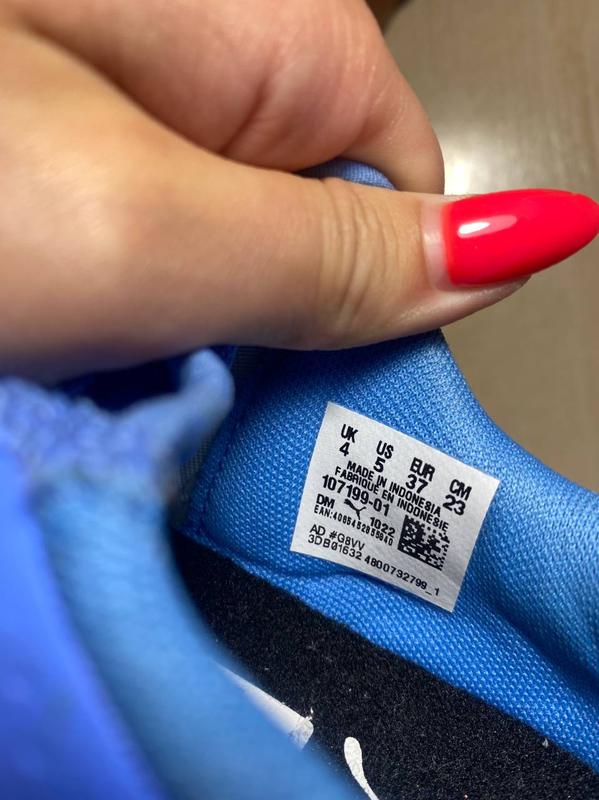 UK US EUR CM
4 5 37 23
MADE IN INDONESIA
FABRIQUÉ EN INDONESIE
107199-01
DM 1022
AD #G8VV
3DB01632 4800732799_1